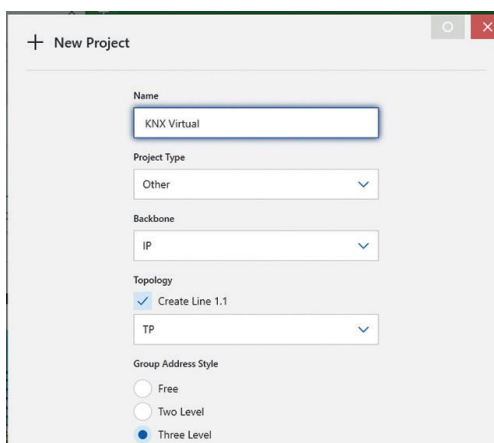 New Project
Name
KNX Virtual
Project Type
Other
Backbone
IP
Topology
Create Line 1.1
TP
Group Address Style
Free
Two Level
Three Level